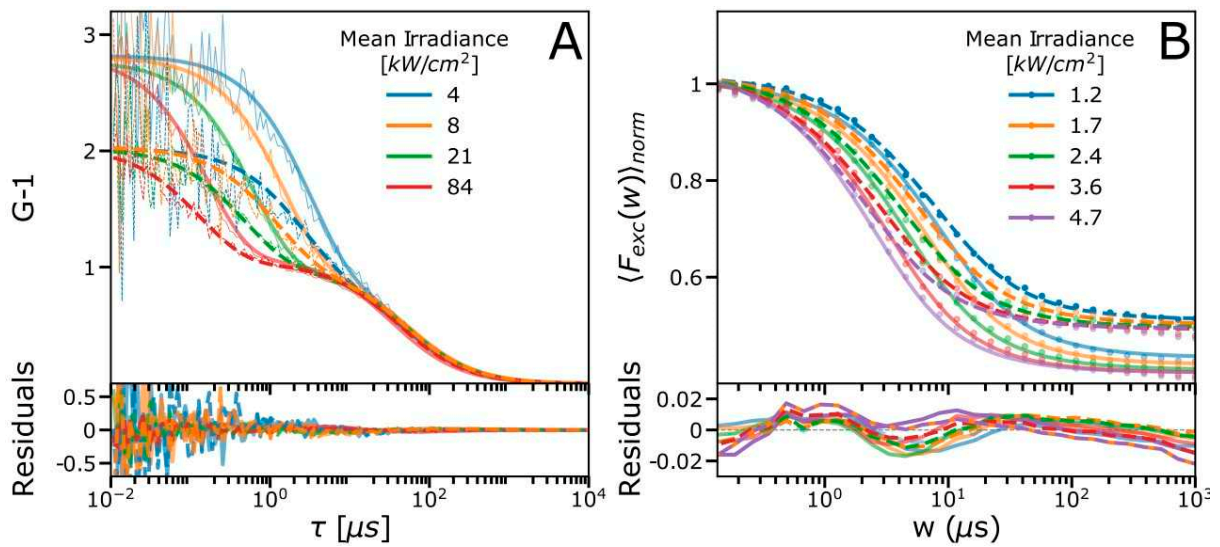 A
Mean Irradiance
[kW/cm²]
4
8
21
84
G-1
3
2
1
Residuals
0.5
0
-0.5
10⁻² 10⁰ 10² 10⁴
τ [μs]
B
Mean Irradiance
[kW/cm²]
1.2
1.7
2.4
3.6
4.7
⟨F_exc(w)⟩_norm
1
0.8
0.6
Residuals
0.02
0
-0.02
10⁰ 10¹ 10² 10³
w (μs)